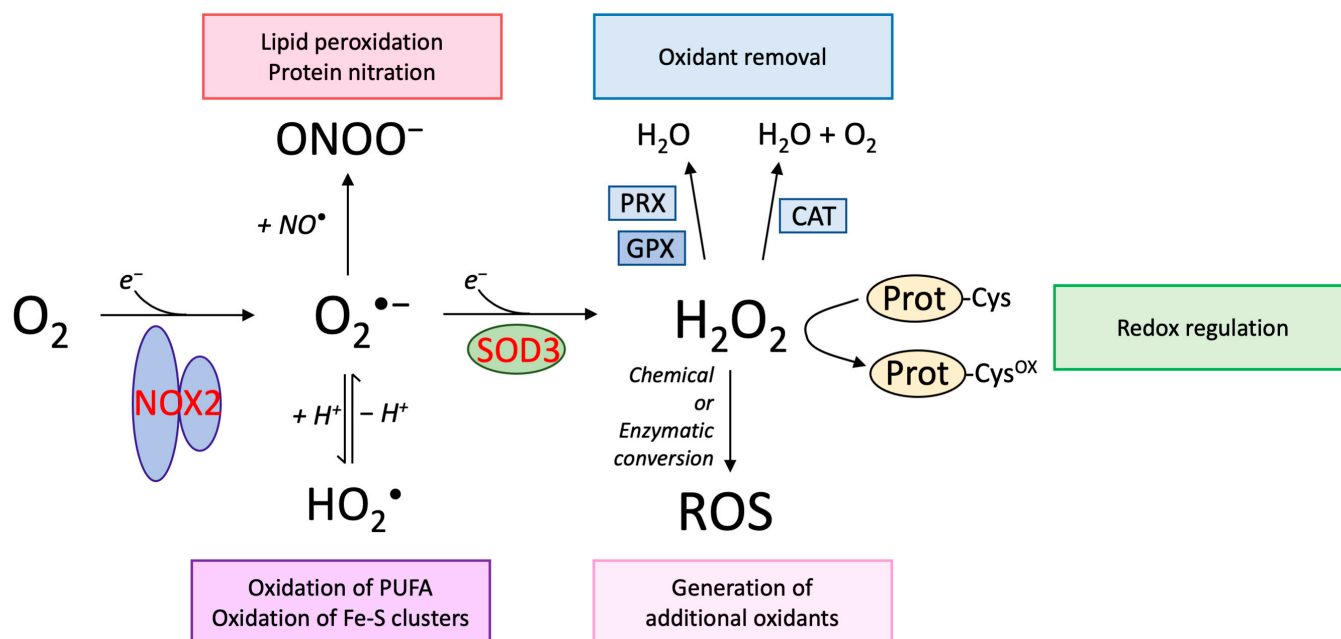 Lipid peroxidation
Protein nitration
Oxidant removal
ONOO⁻
H₂O
H₂O + O₂
+ NO•
PRX
GPX
CAT
O₂
e⁻
O₂•⁻
e⁻
H₂O₂
Prot-Cys
Redox regulation
NOX2
SOD3
Prot-Cysᴼˣ
+ H⁺
− H⁺
Chemical
or
Enzymatic
conversion
HO₂•
ROS
Oxidation of PUFA
Oxidation of Fe-S clusters
Generation of
additional oxidants